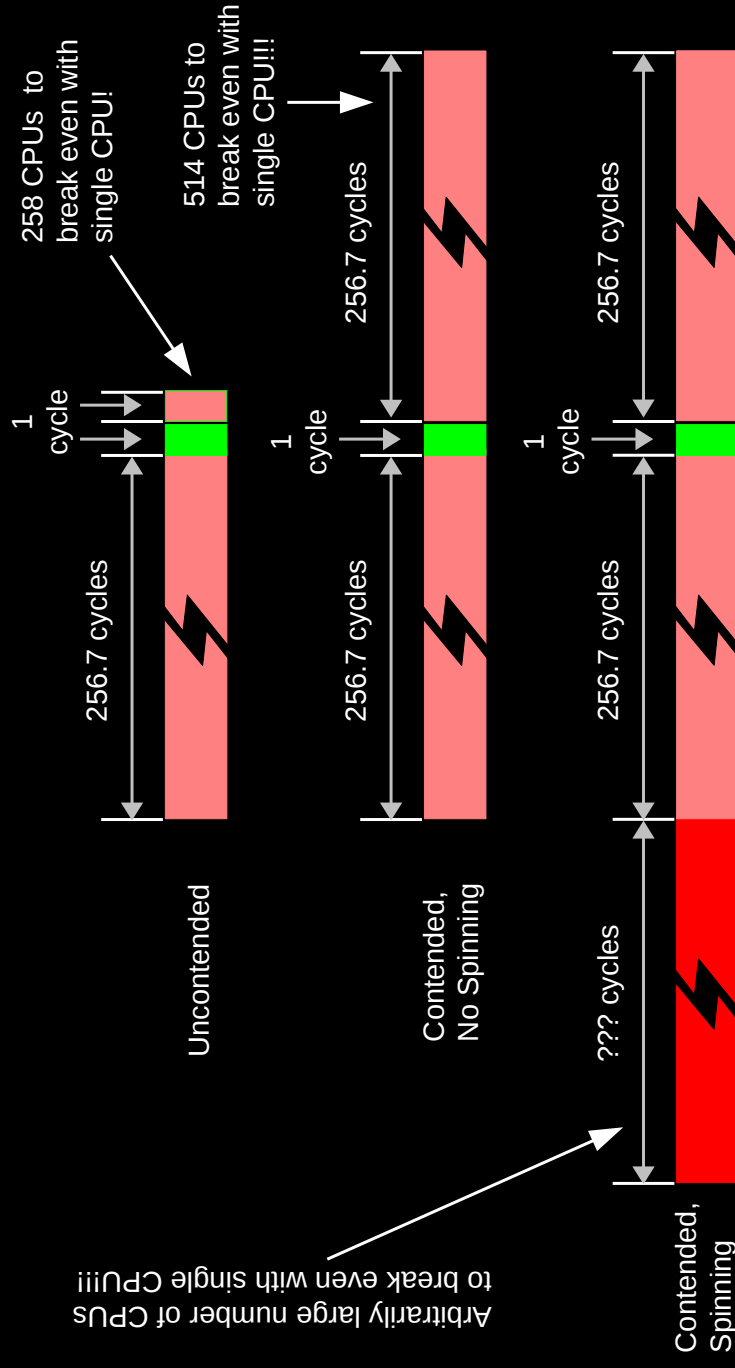 258 CPUs to
break even with
single CPU!
1
cycle
256.7 cycles
Uncontended
514 CPUs to
break even with
single CPU!!!
1
cycle
256.7 cycles
256.7 cycles
Contended,
No Spinning
1
cycle
??? cycles
256.7 cycles
256.7 cycles
Contended,
Spinning
Arbitrarily large number of CPUs
to break even with single CPU!!!!